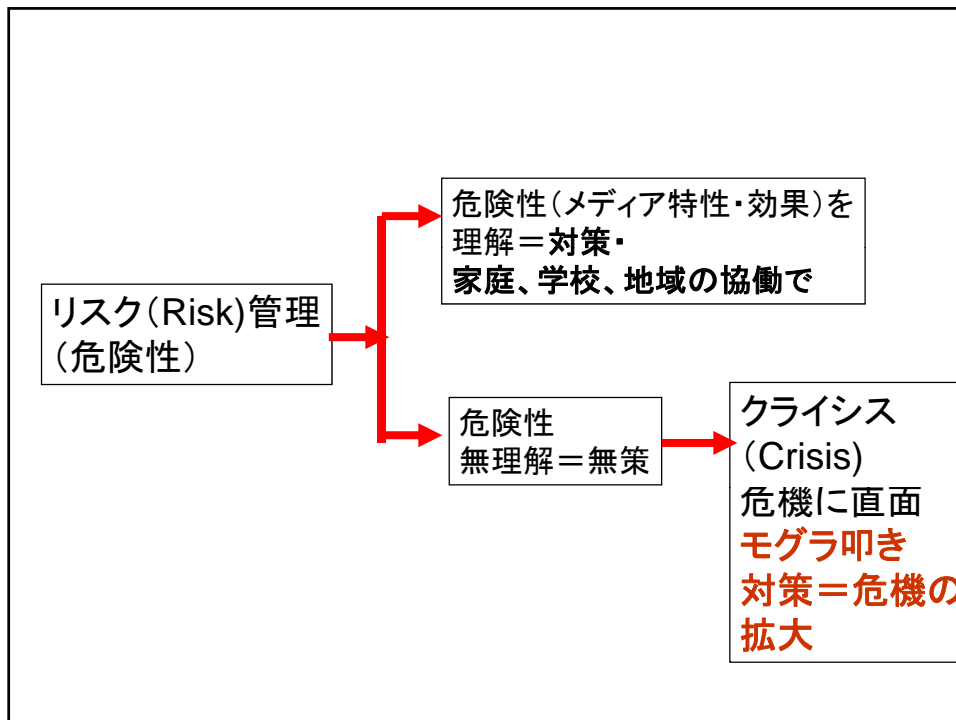 危険性（メディア特性・効果）を
理解＝対策・
家庭、学校、地域の協働で
リスク（Risk)管理
（危険性）
危険性
無理解＝無策
クライシス
（Crisis)
危機に直面
モグラ叩き
対策＝危機の
拡大